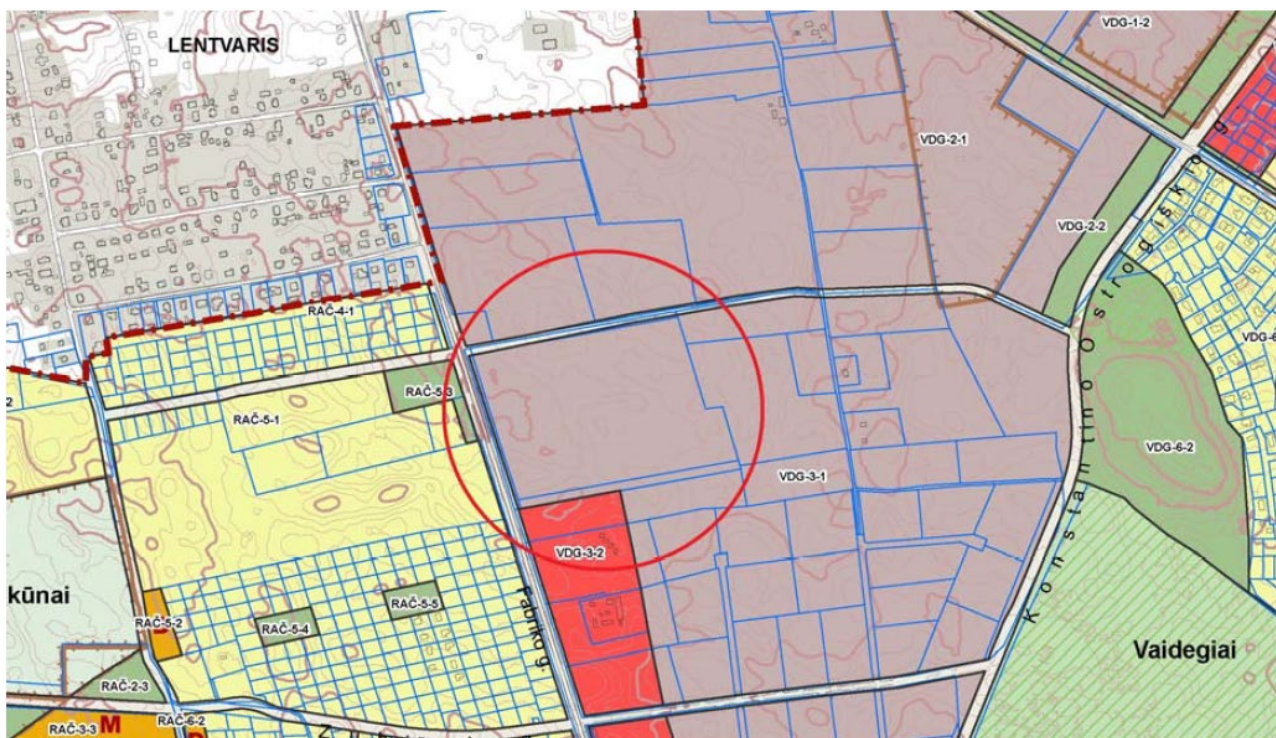 VDG-1-2
LENTVARIS
VDG-2-1
VDG-2-2
RAČ-4-1
RAČ-5-3
RAČ-5-1
VDG-6-2
VDG-3-1
VDG-3-2
kūnai
RAČ-5-2
RAČ-5-5
RAČ-5-4
Fabriko g.
Konstantino Ostrogiškio g.
Vaidegiai
RAČ-2-3
RAČ-3-3
M
RAČ-6-2